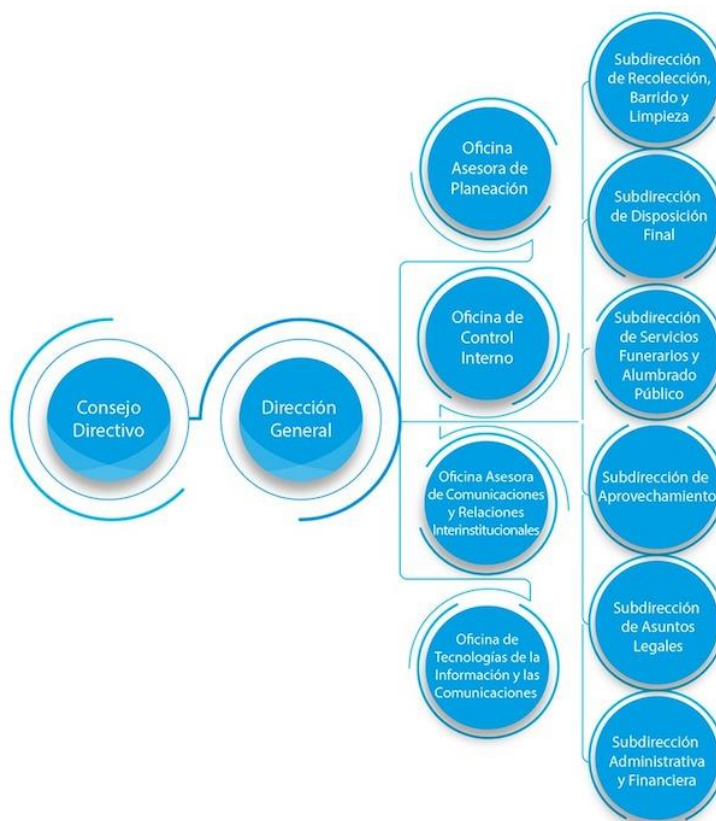 Consejo
Directivo
Dirección
General
Oficina
Asesora de
Planeación
Oficina de
Control
Interno
Oficina Asesora
de Comunicaciones
y Relaciones
Interinstitucionales
Oficina de
Tecnologías de la
Información y las
Comunicaciones
Subdirección
de Recolección,
Barrido y
Limpieza
Subdirección
de Disposición
Final
Subdirección
de Servicios
Funerarios y
Alumbrado
Público
Subdirección de
Aprovechamiento
Subdirección
de Asuntos
Legales
Subdirección
Administrativa
y Financiera